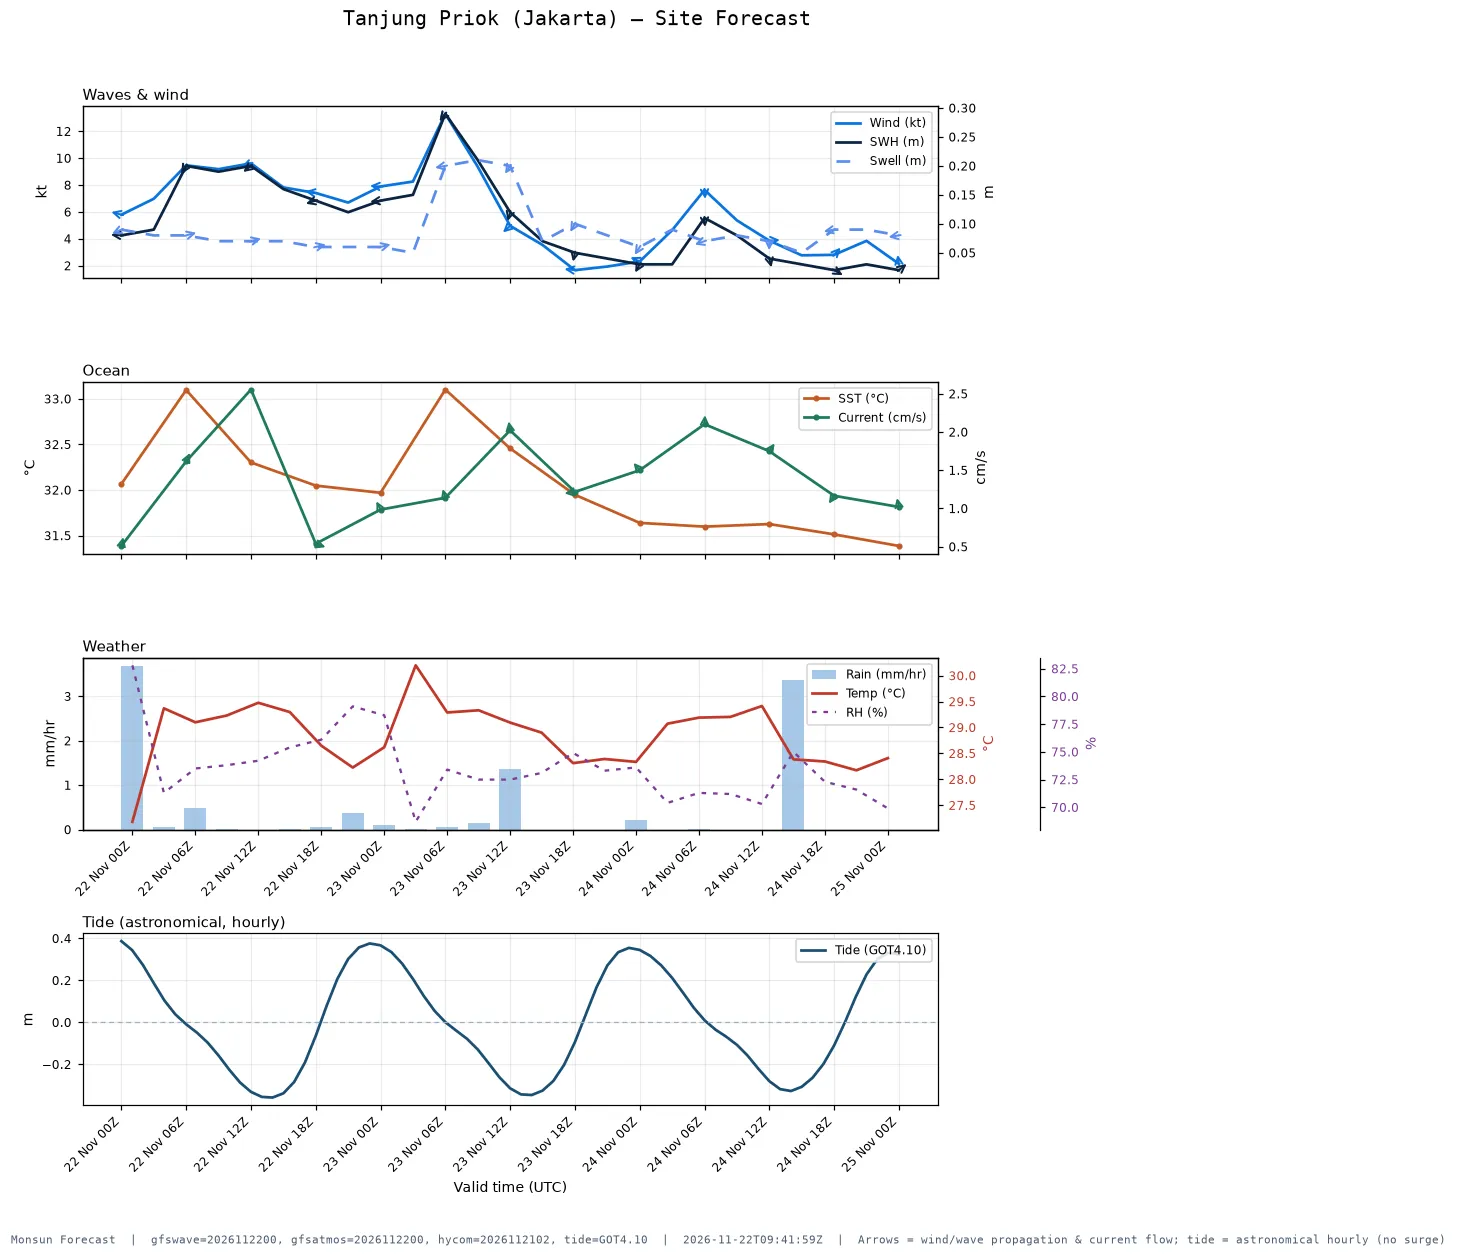 Tanjung Priok (Jakarta) — Site Forecast
Waves & wind
12
10
8
6
4
2
kt
0.30
0.25
0.20
0.15
0.10
0.05
m
Wind (kt)
SWH (m)
Swell (m)
Ocean
33.0
32.5
32.0
31.5
°C
2.5
2.0
1.5
1.0
0.5
cm/s
SST (°C)
Current (cm/s)
Weather
3
2
1
0
mm/hr
30.0
29.5
29.0
28.5
28.0
27.5
°C
82.5
80.0
77.5
75.0
72.5
70.0
%
Rain (mm/hr)
Temp (°C)
RH (%)
22 Nov 00Z
22 Nov 06Z
22 Nov 12Z
22 Nov 18Z
23 Nov 00Z
23 Nov 06Z
23 Nov 12Z
23 Nov 18Z
24 Nov 00Z
24 Nov 06Z
24 Nov 12Z
24 Nov 18Z
25 Nov 00Z
Tide (astronomical, hourly)
0.4
0.2
0.0
−0.2
m
Tide (GOT4.10)
22 Nov 00Z
22 Nov 06Z
22 Nov 12Z
22 Nov 18Z
23 Nov 00Z
23 Nov 06Z
23 Nov 12Z
23 Nov 18Z
24 Nov 00Z
24 Nov 06Z
24 Nov 12Z
24 Nov 18Z
25 Nov 00Z
Valid time (UTC)
Monsun Forecast | gfswave=2026112200, gfsatmos=2026112200, hycom=2026112102, tide=GOT4.10 | 2026-11-22T09:41:59Z | Arrows = wind/wave propagation & current flow; tide = astronomical hourly (no surge)